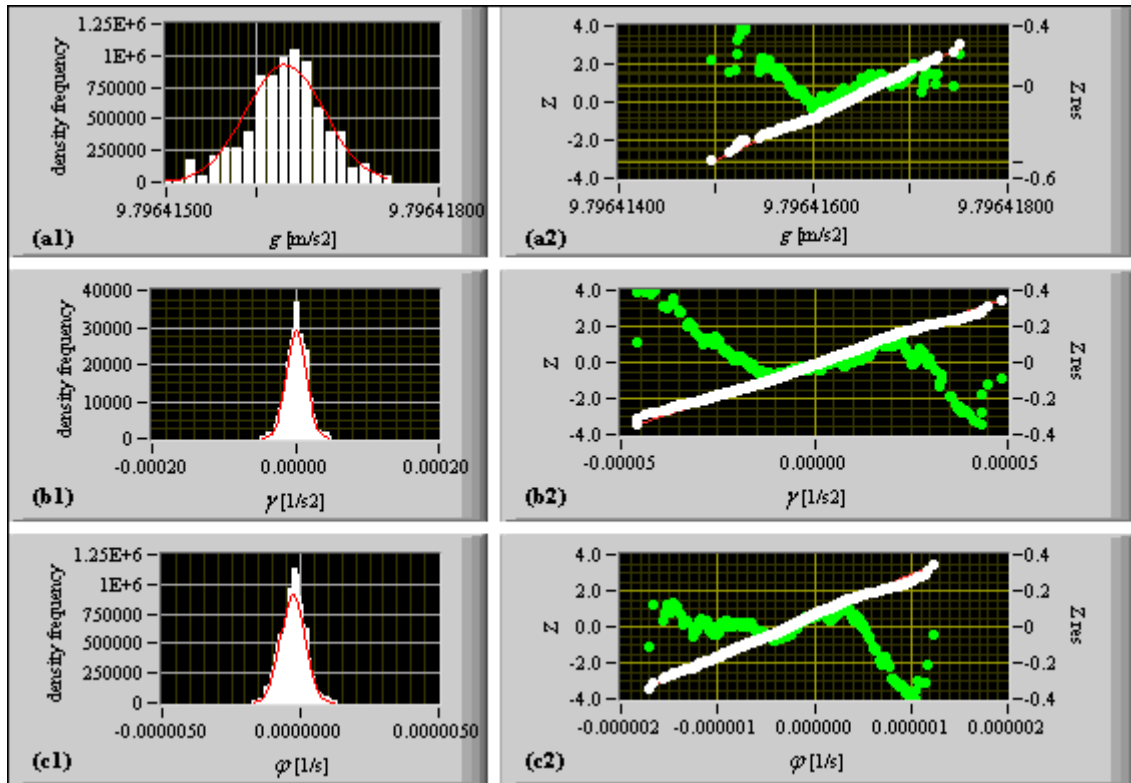 1.25E+6
1E+6
750000
500000
250000
0
density frequency
9.79641500
9.79641800
(a1)
g [m/s2]
4.0
2.0
0.0
-2.0
-4.0
Z
-0.4
-0
-0.6
Z res
9.79641400
9.79641600
9.79641800
(a2)
g [m/s2]
40000
30000
20000
10000
0
density frequency
-0.00020
0.00000
0.00020
(b1)
γ [1/s2]
4.0
2.0
0.0
-2.0
-4.0
Z
-0.4
-0.2
-0
-0.2
-0.4
Z res
-0.00005
0.00000
0.00005
(b2)
γ [1/s2]
1.25E+6
1E+6
750000
500000
250000
0
density frequency
-0.0000050
0.0000000
0.0000050
(c1)
φ [1/s]
4.0
2.0
0.0
-2.0
-4.0
Z
-0.4
-0.2
-0
-0.2
-0.4
Z res
-0.000002
-0.000001
0.000000
0.000001
0.000002
(c2)
φ [1/s]